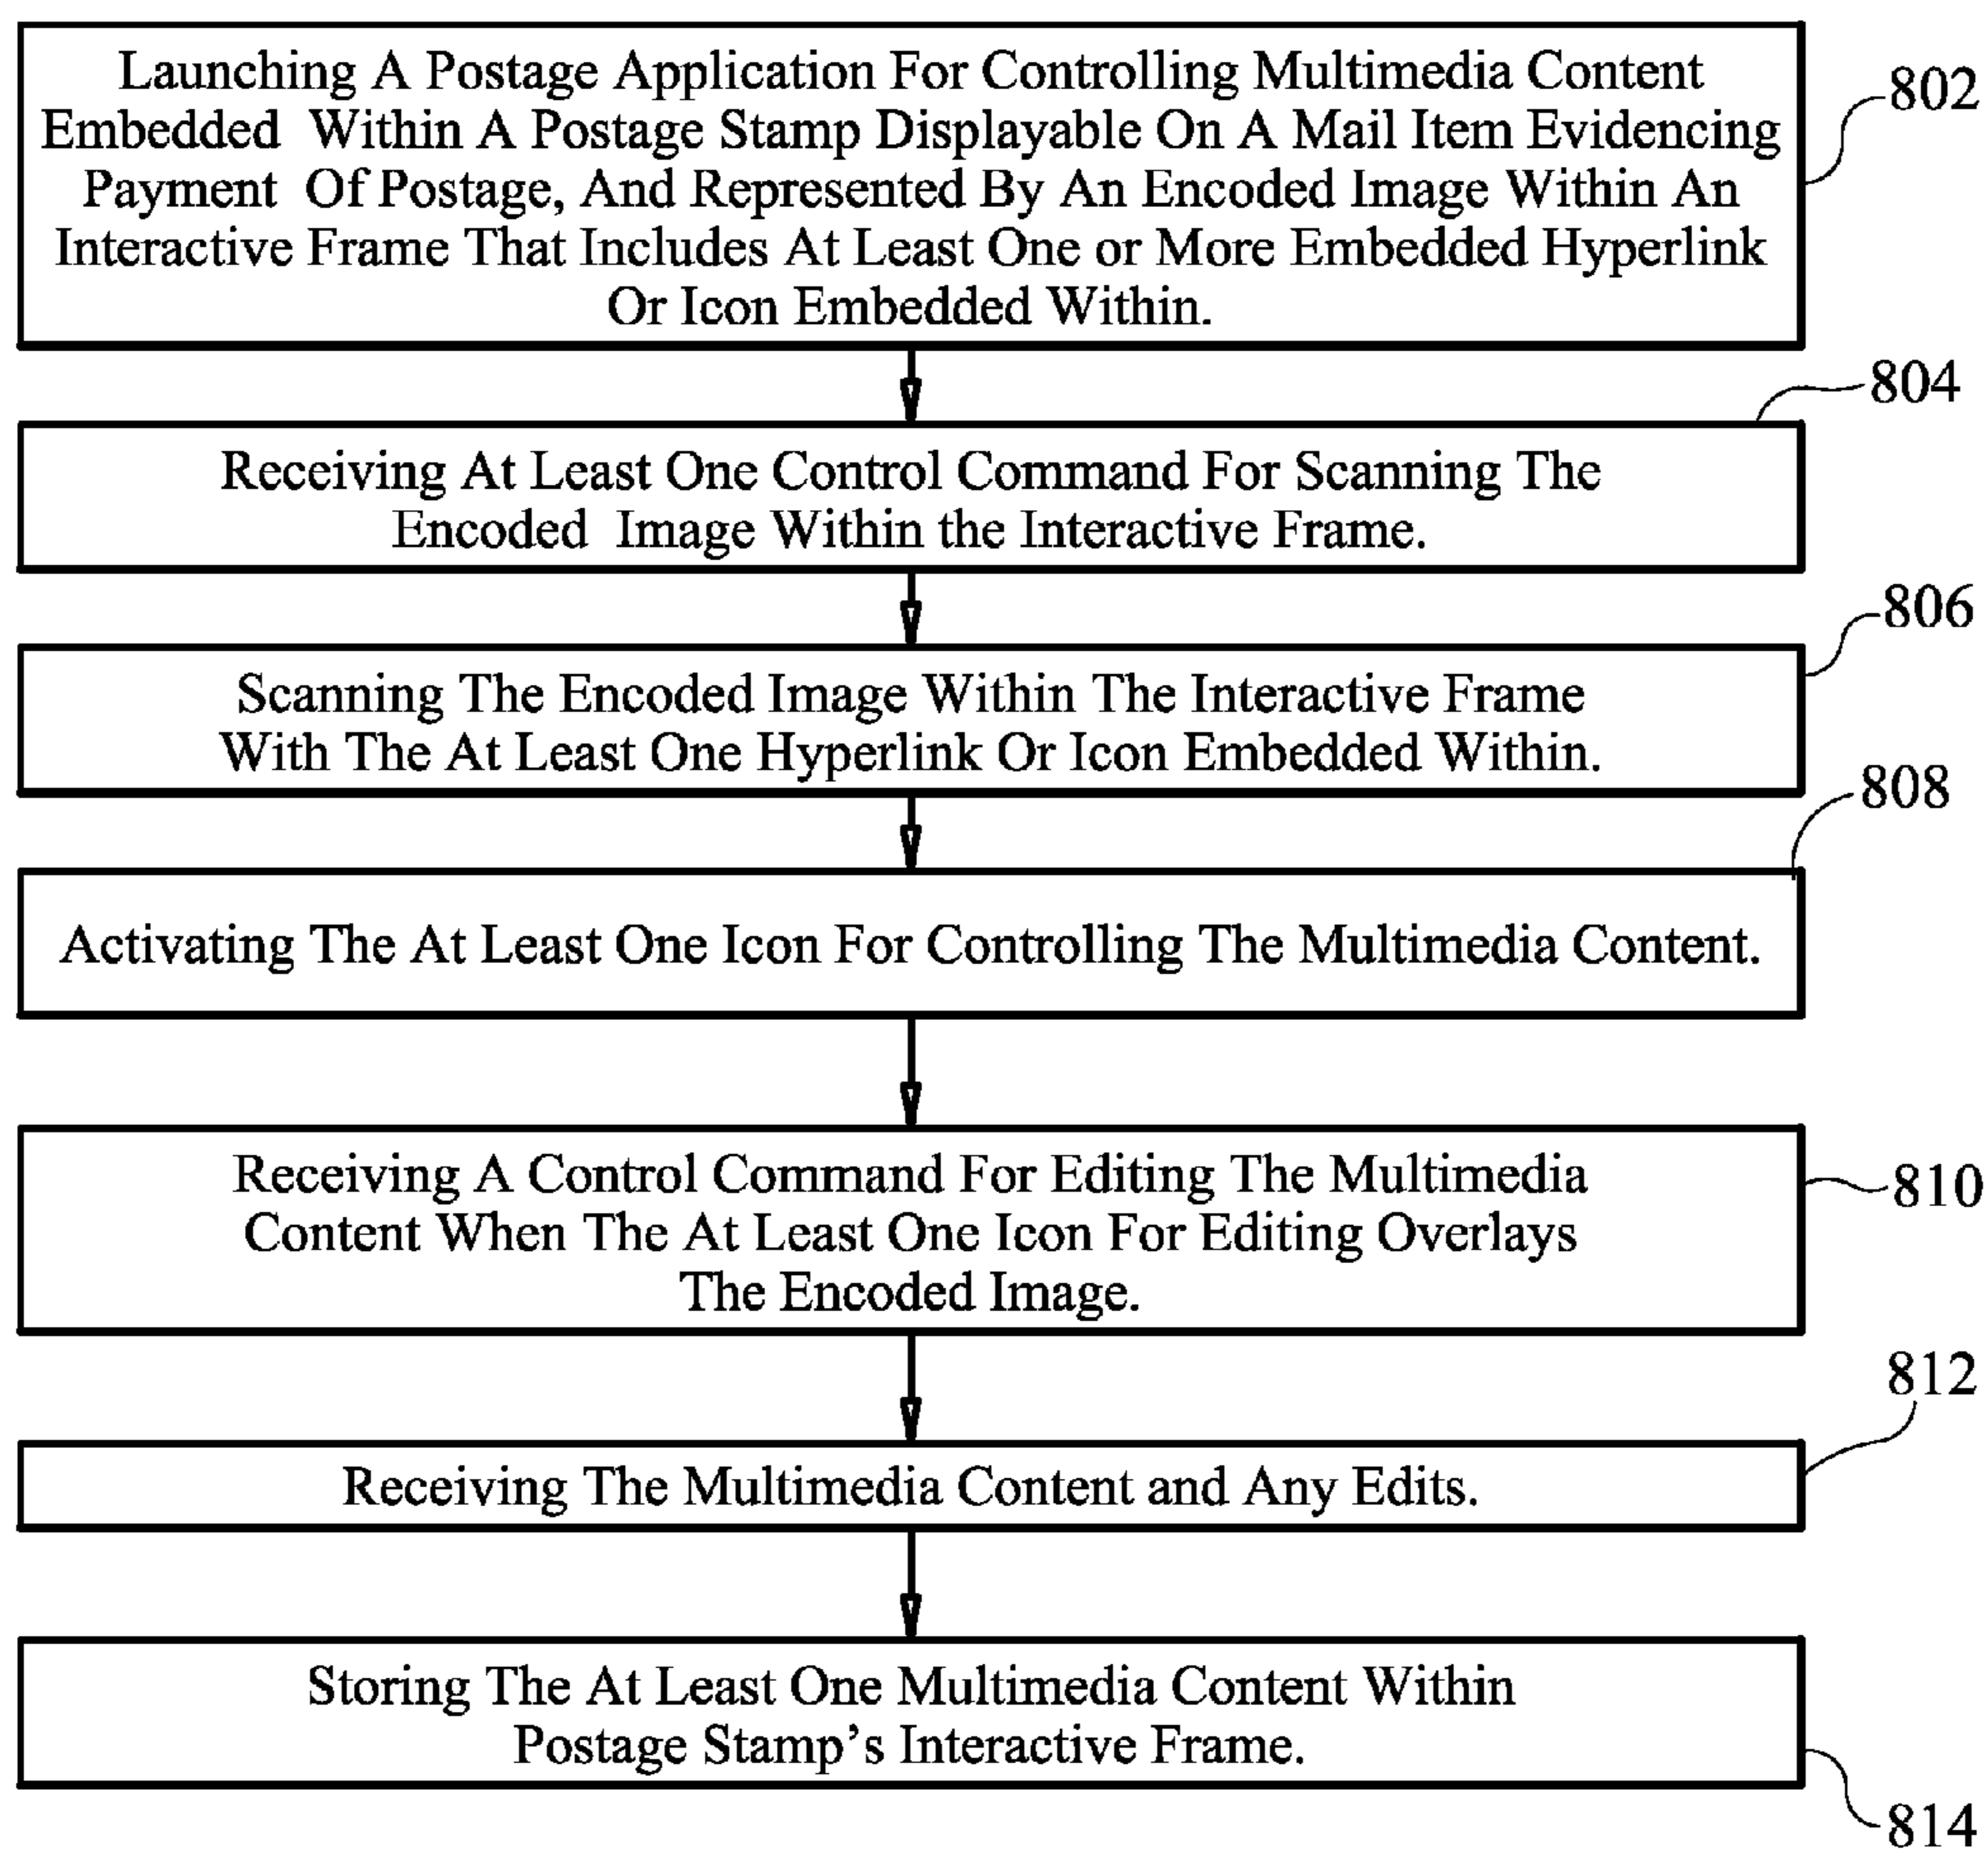 Launching A Postage Application For Controlling Multimedia Content
Embedded Within A Postage Stamp Displayable On A Mail Item Evidencing
Payment Of Postage, And Represented By An Encoded Image Within An
Interactive Frame That Includes At Least One or More Embedded Hyperlink
Or Icon Embedded Within.
802
804
Receiving At Least One Control Command For Scanning The
Encoded Image Within the Interactive Frame.
806
Scanning The Encoded Image Within The Interactive Frame
With The At Least One Hyperlink Or Icon Embedded Within.
808
Activating The At Least One Icon For Controlling The Multimedia Content.
Receiving A Control Command For Editing The Multimedia
Content When The At Least One Icon For Editing Overlays
The Encoded Image.
810
812
Receiving The Multimedia Content and Any Edits.
Storing The At Least One Multimedia Content Within
Postage Stamp’s Interactive Frame.
814